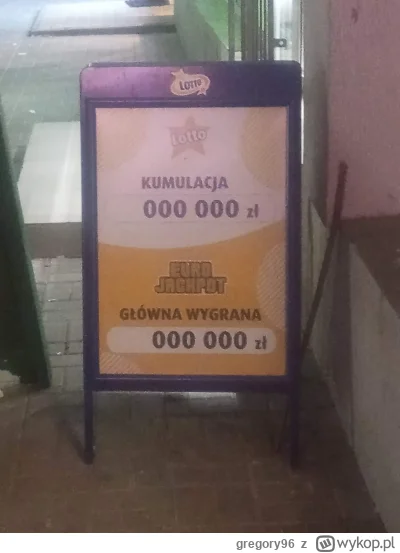 LOTTO
Lotto
KUMULACJA
000 000 zł
EURO
JACKPOT
GŁÓWNA WYGRANA
000 000 zł
gregory96 z wykop.pl